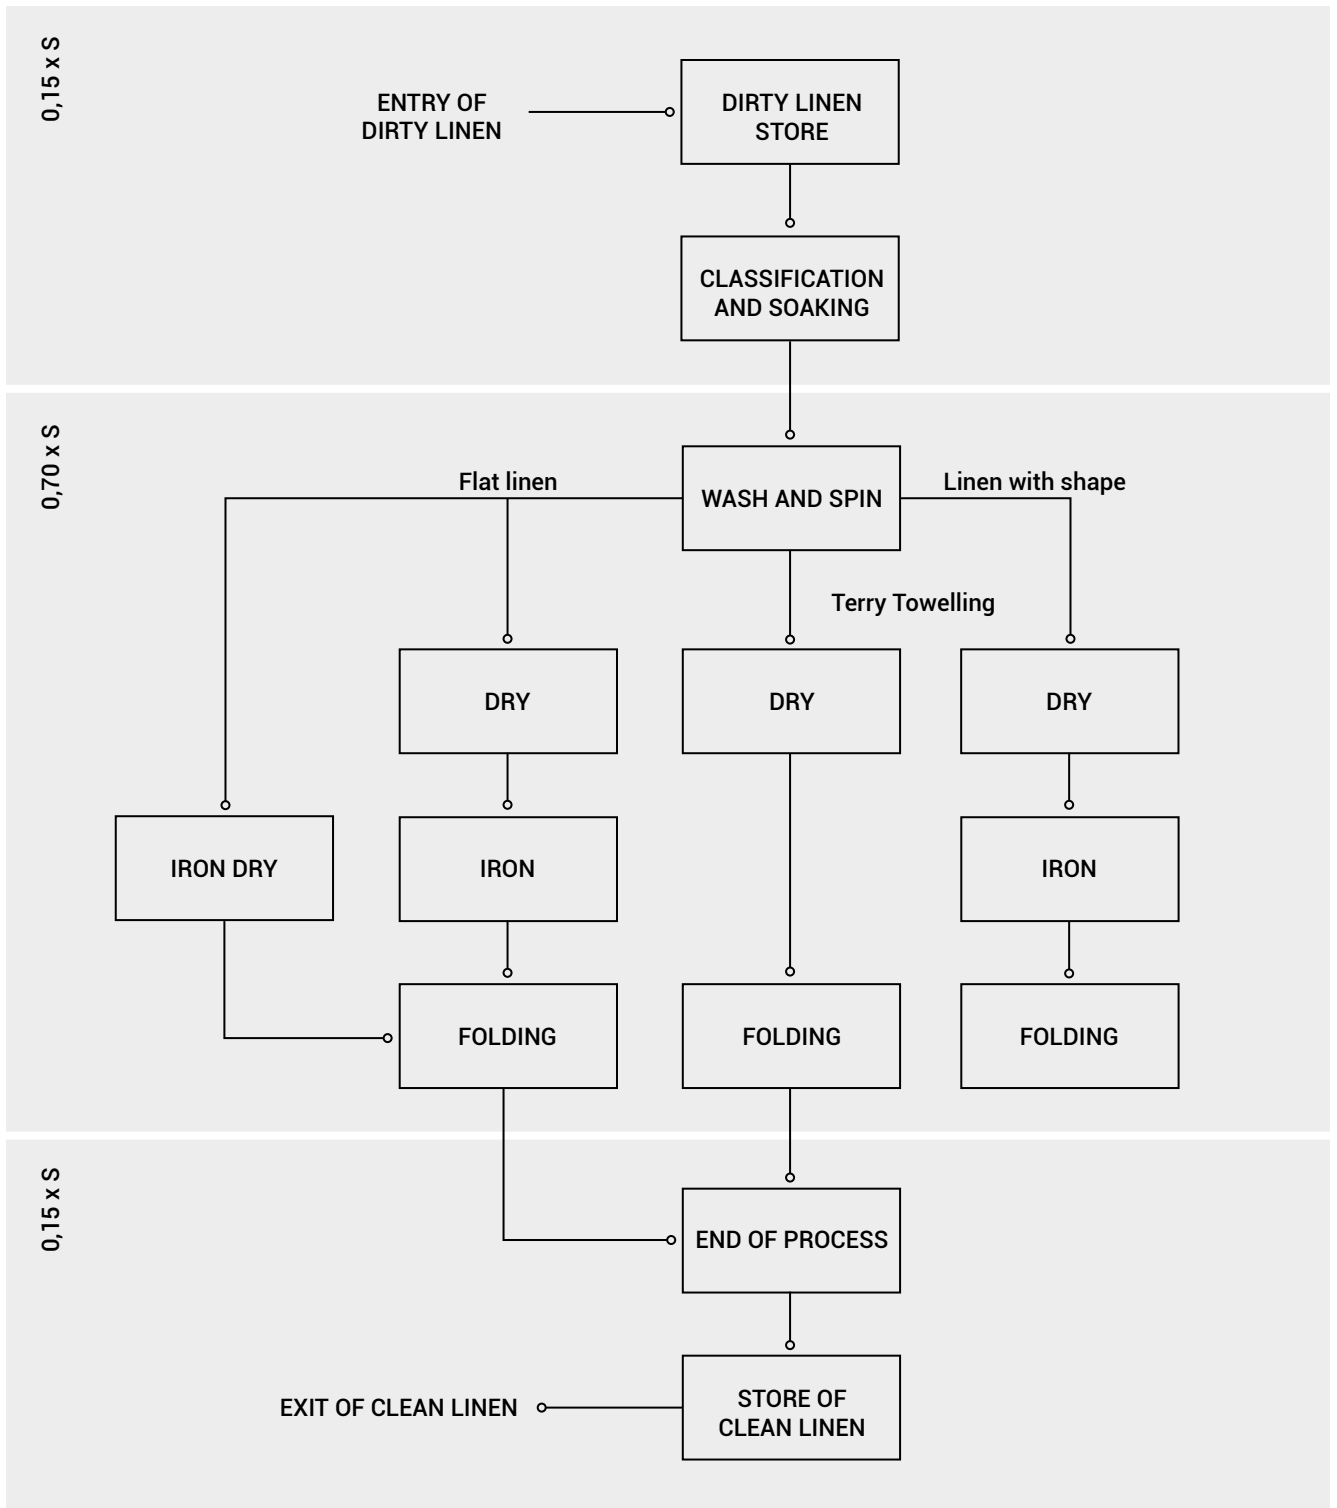 0,15 x S
ENTRY OF
DIRTY LINEN
DIRTY LINEN
STORE
CLASSIFICATION
AND SOAKING
0,70 x S
Flat linen
WASH AND SPIN
Linen with shape
Terry Towelling
DRY
DRY
DRY
IRON DRY
IRON
IRON
FOLDING
FOLDING
FOLDING
0,15 x S
END OF PROCESS
EXIT OF CLEAN LINEN
STORE OF
CLEAN LINEN